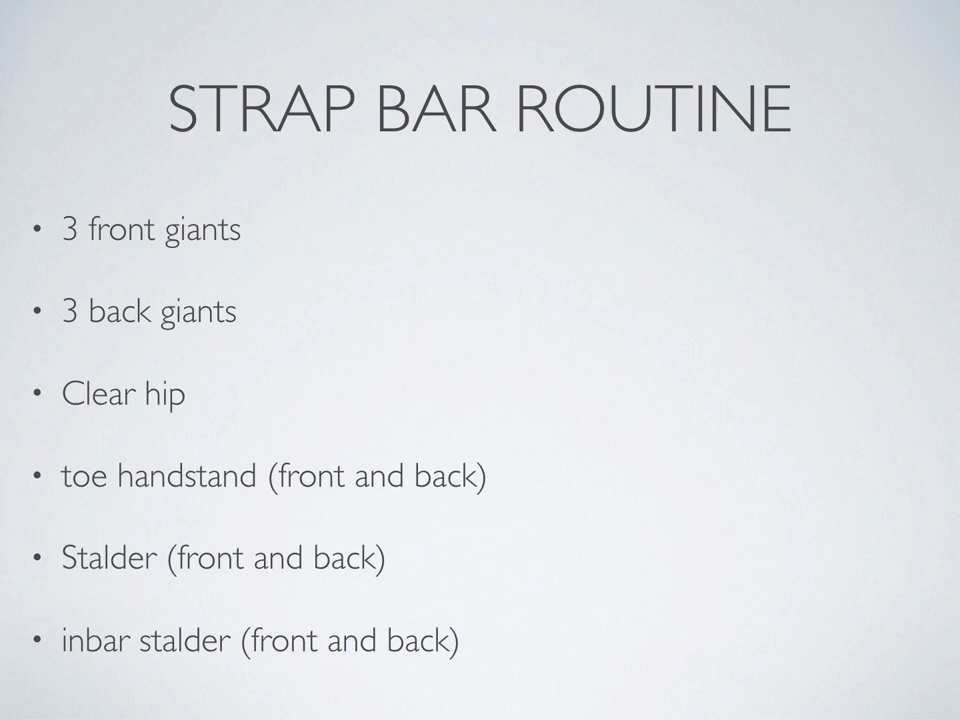 STRAP BAR ROUTINE
• 3 front giants
• 3 back giants
• Clear hip
• toe handstand (front and back)
• Stalder (front and back)
• inbar stalder (front and back)